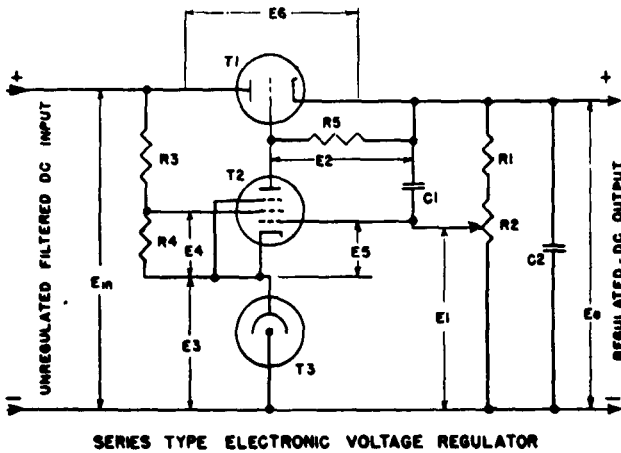 E6
T1
+
+
R5
E2
R3
R1
T2
C1
R2
R4
E4
E5
C2
Ein
E1
Eo
E3
T3
UNREGULATED FILTERED DC INPUT
REGULATED-DC OUTPUT
SERIES TYPE ELECTRONIC VOLTAGE REGULATOR